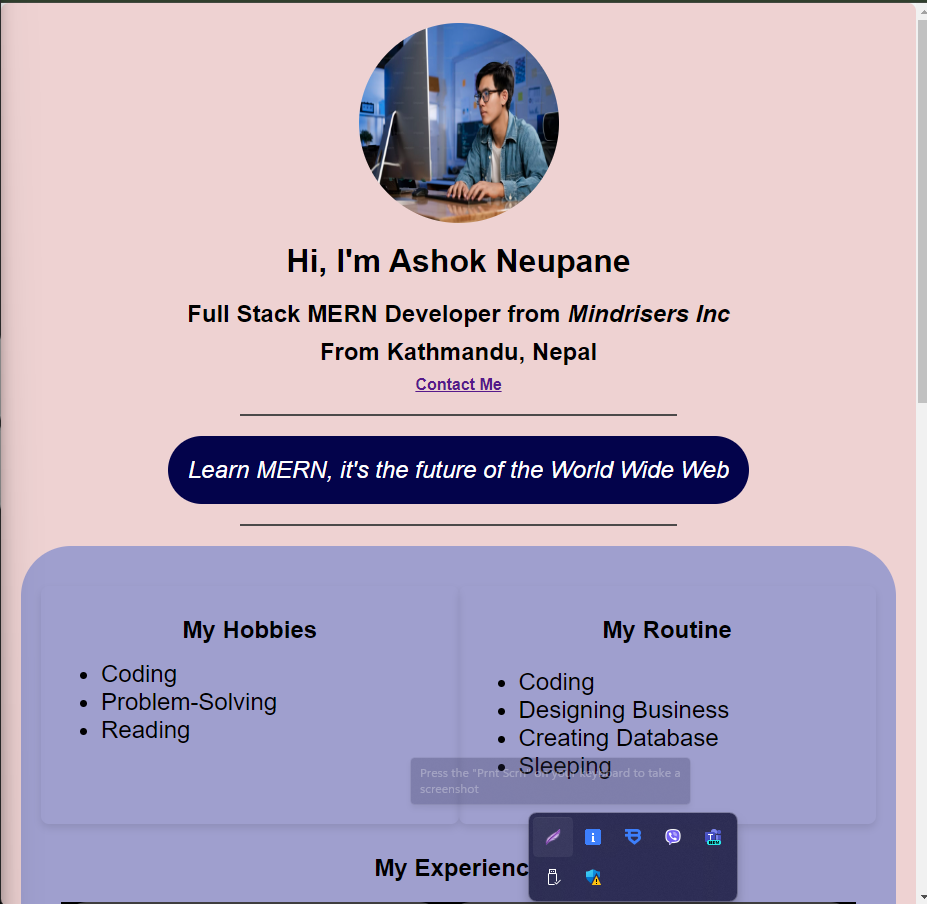 Hi, I'm Ashok Neupane
Full Stack MERN Developer from Mindrisers Inc
From Kathmandu, Nepal
Contact Me
Learn MERN, it's the future of the World Wide Web
My Hobbies
• Coding
• Problem-Solving
• Reading
My Routine
• Coding
• Designing Business
• Creating Database
• Sleeping
Press the "Prnt Scrn" on your keyboard to take a
screenshot
My Experienc